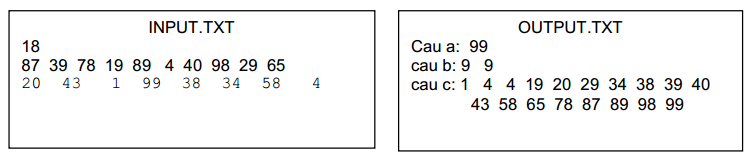 INPUT.TXT
18
87 39 78 19 89 4 40 98 29 65
20 43 1 99 38 34 58 4
OUTPUT.TXT
Cau a: 99
cau b: 9 9
cau c: 1 4 4 19 20 29 34 38 39 40
43 58 65 78 87 89 98 99